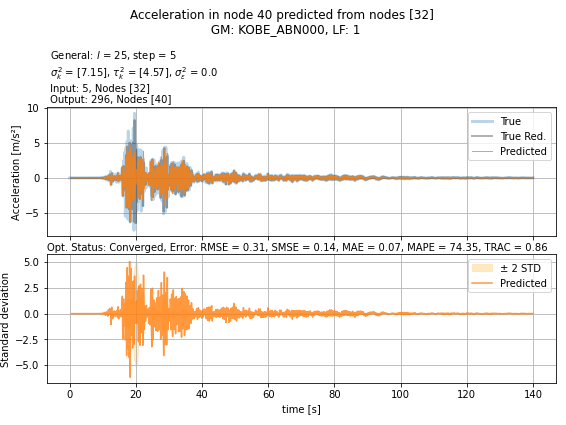 Acceleration in node 40 predicted from nodes [32]
GM: KOBE_ABN000, LF: 1
General: l = 25, step = 5
σ²ₖ = [7.15], τ²ₖ = [4.57], σ²ε = 0.0
Input: 5, Nodes [32]
Output: 296, Nodes [40]
Acceleration [m/s²]
10
5
0
−5
True
True Red.
Predicted
Opt. Status: Converged, Error: RMSE = 0.31, SMSE = 0.14, MAE = 0.07, MAPE = 74.35, TRAC = 0.86
Standard deviation
5.0
2.5
0.0
−2.5
−5.0
± 2 STD
Predicted
0 20 40 60 80 100 120 140
time [s]